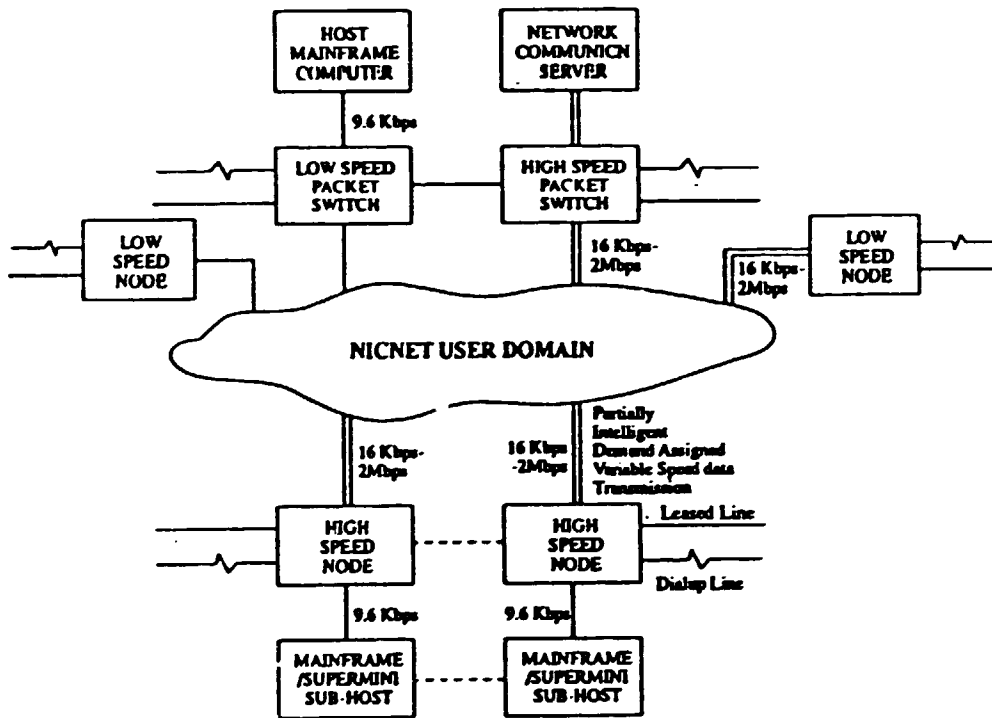 HOST
MAINFRAME
COMPUTER
NETWORK
COMMUNICN
SERVER
9.6 Kbps
LOW SPEED
PACKET
SWITCH
HIGH SPEED
PACKET
SWITCH
LOW
SPEED
NODE
16 Kbps-
2Mbps
16 Kbps-
2Mbps
LOW
SPEED
NODE
NICNET USER DOMAIN
16 Kbps-
2Mbps
16 Kbps
-2Mbps
Partially
Intelligent
Demand Assigned
Variable Speed data
Transmission
HIGH
SPEED
NODE
HIGH
SPEED
NODE
Leased Line
Dialup Line
9.6 Kbps
9.6 Kbps
MAINFRAME
/SUPERMINI
SUB-HOST
MAINFRAME
/SUPERMINI
SUB-HOST